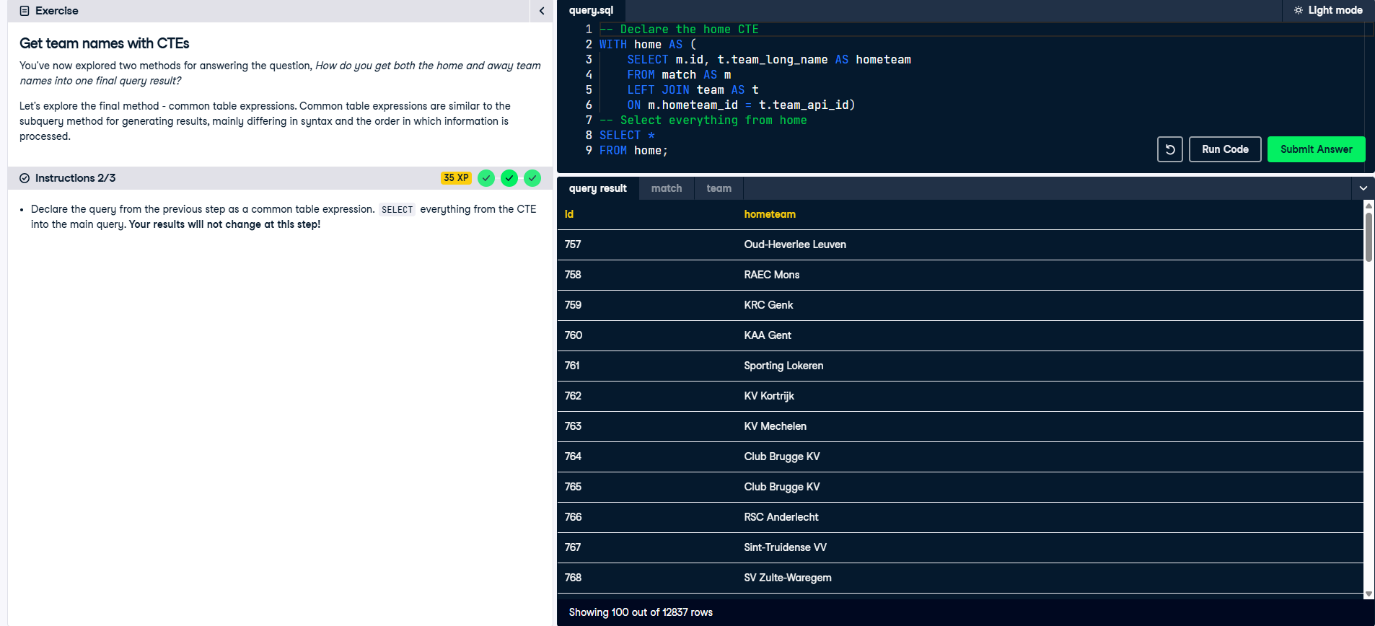 Exercise
Get team names with CTEs
You've now explored two methods for answering the question, How do you get both the home and away team
names into one final query result?
Let's explore the final method - common table expressions. Common table expressions are similar to the
subquery method for generating results, mainly differing in syntax and the order in which information is
processed.
Instructions 2/3
35 XP
Declare the query from the previous step as a common table expression. SELECT everything from the CTE
into the main query. Your results will not change at this step!
query.sql
Light mode
1 -- Declare the home CTE
2 WITH home AS (
3 SELECT m.id, t.team_long_name AS hometeam
4 FROM match AS m
5 LEFT JOIN team AS t
6 ON m.hometeam_id = t.team_api_id)
7 -- Select everything from home
8 SELECT *
9 FROM home;
Run Code
Submit Answer
query result match team
id hometeam
757 Oud-Heverlee Leuven
758 RAEC Mons
759 KRC Genk
760 KAA Gent
761 Sporting Lokeren
762 KV Kortrijk
763 KV Mechelen
764 Club Brugge KV
765 Club Brugge KV
766 RSC Anderlecht
767 Sint-Truidense VV
768 SV Zulte-Waregem
Showing 100 out of 12837 rows